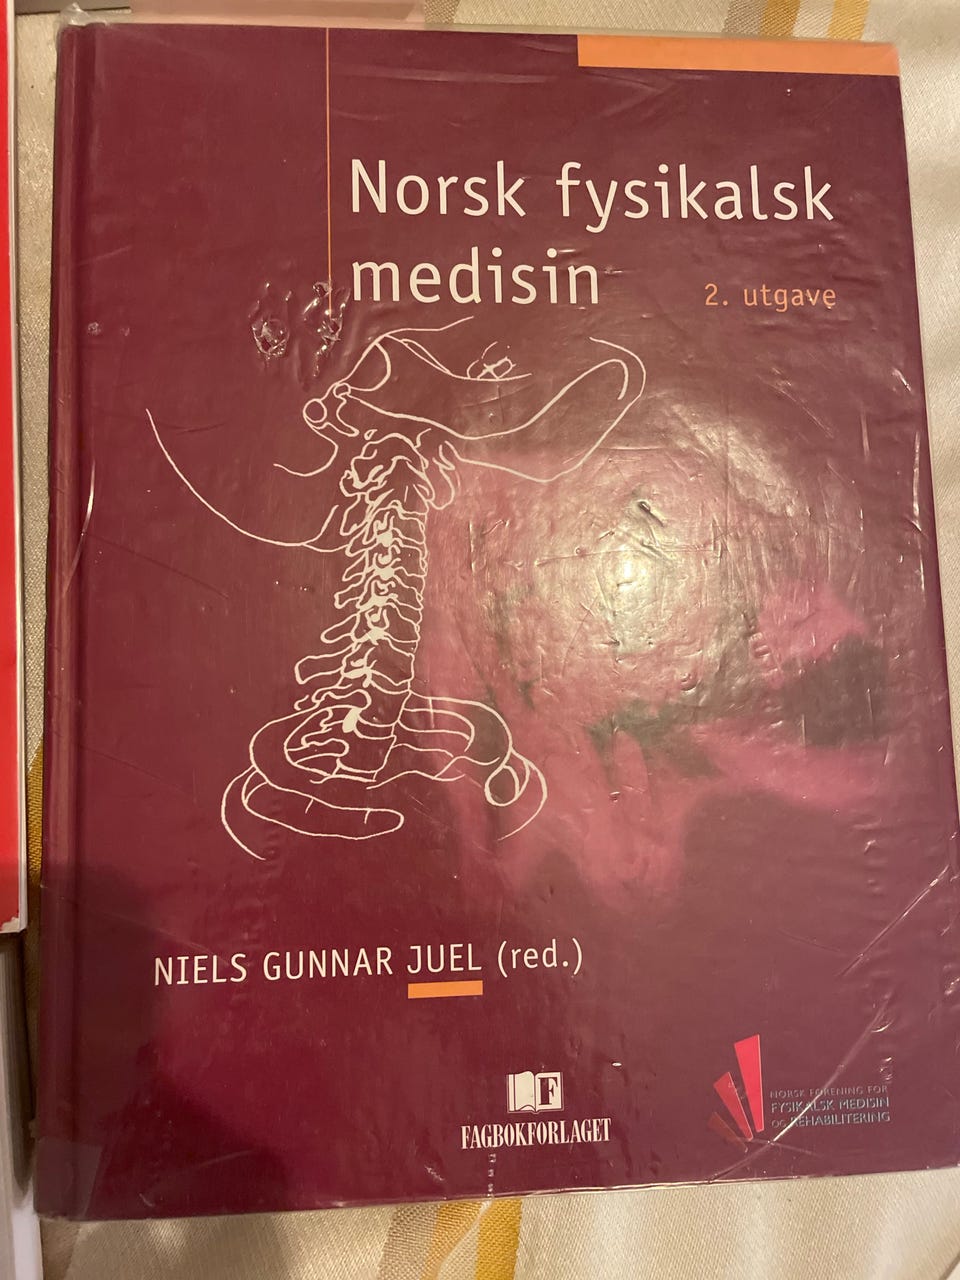 Norsk fysikalsk
medisin
2. utgave
NIELS GUNNAR JUEL (red.)
F
FAGBOKFORLAGET
NORSK FORENING FOR
FYSIKALSK MEDISIN
OG REHABILITERING